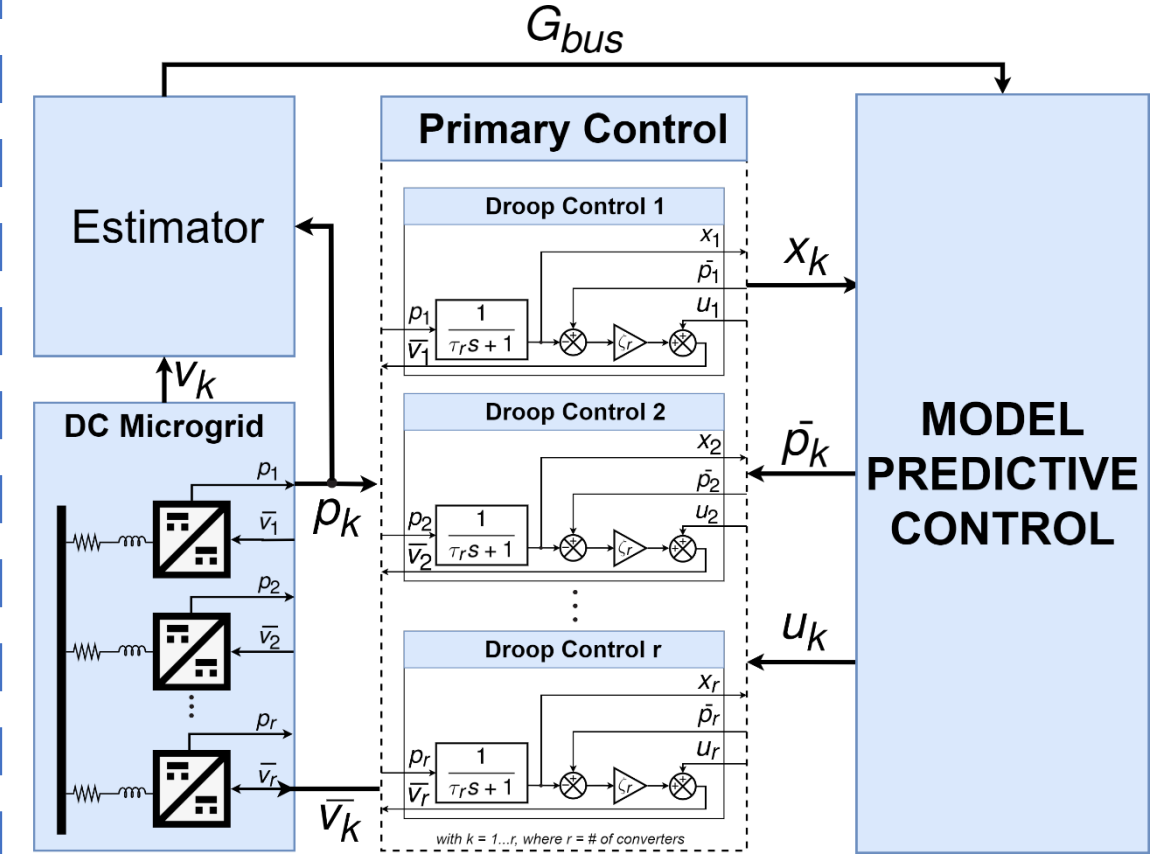 G_bus
Estimator
v_k
DC Microgrid
p_1
v̅_1
p_2
v̅_2
⋮
p_r
v̅_r
p_k
v̅_k
Primary Control
Droop Control 1
x_1
p̄_1
u_1
p_1
v̅_1
1
τ_r s + 1
ζ_r
Droop Control 2
x_2
p̄_2
u_2
p_2
v̅_2
1
τ_r s + 1
ζ_r
⋮
Droop Control r
x_r
p̄_r
u_r
p_r
v̅_r
1
τ_r s + 1
ζ_r
with k = 1...r, where r = # of converters
x_k
p̄_k
u_k
MODEL
PREDICTIVE
CONTROL